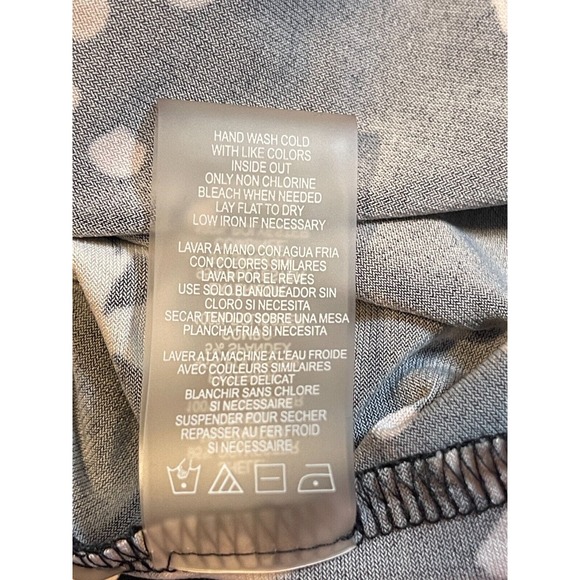 HAND WASH COLD
WITH LIKE COLORS
INSIDE OUT
ONLY NON CHLORINE
BLEACH WHEN NEEDED
LAY FLAT TO DRY
LOW IRON IF NECESSARY
LAVAR A MANO CON AGUA FRIA
CON COLORES SIMILARES
LAVAR POR EL RÉVES
USE SOLO BLANQUEADOR SIN
CLORO SI NECESITA
SECAR TENDIDO SOBRE UNA MESA
PLANCHA FRIA SI NECESITA
LAVER A LA MACHINE A L'EAU FROIDE
AVEC COULEURS SIMILAIRES
CYCLE DELICAT
BLANCHIR SANS CHLORE
SI NECESSAIRE
SUSPENDER POUR SECHER
REPASSER AU FER FROID
SI NECESSAIRE